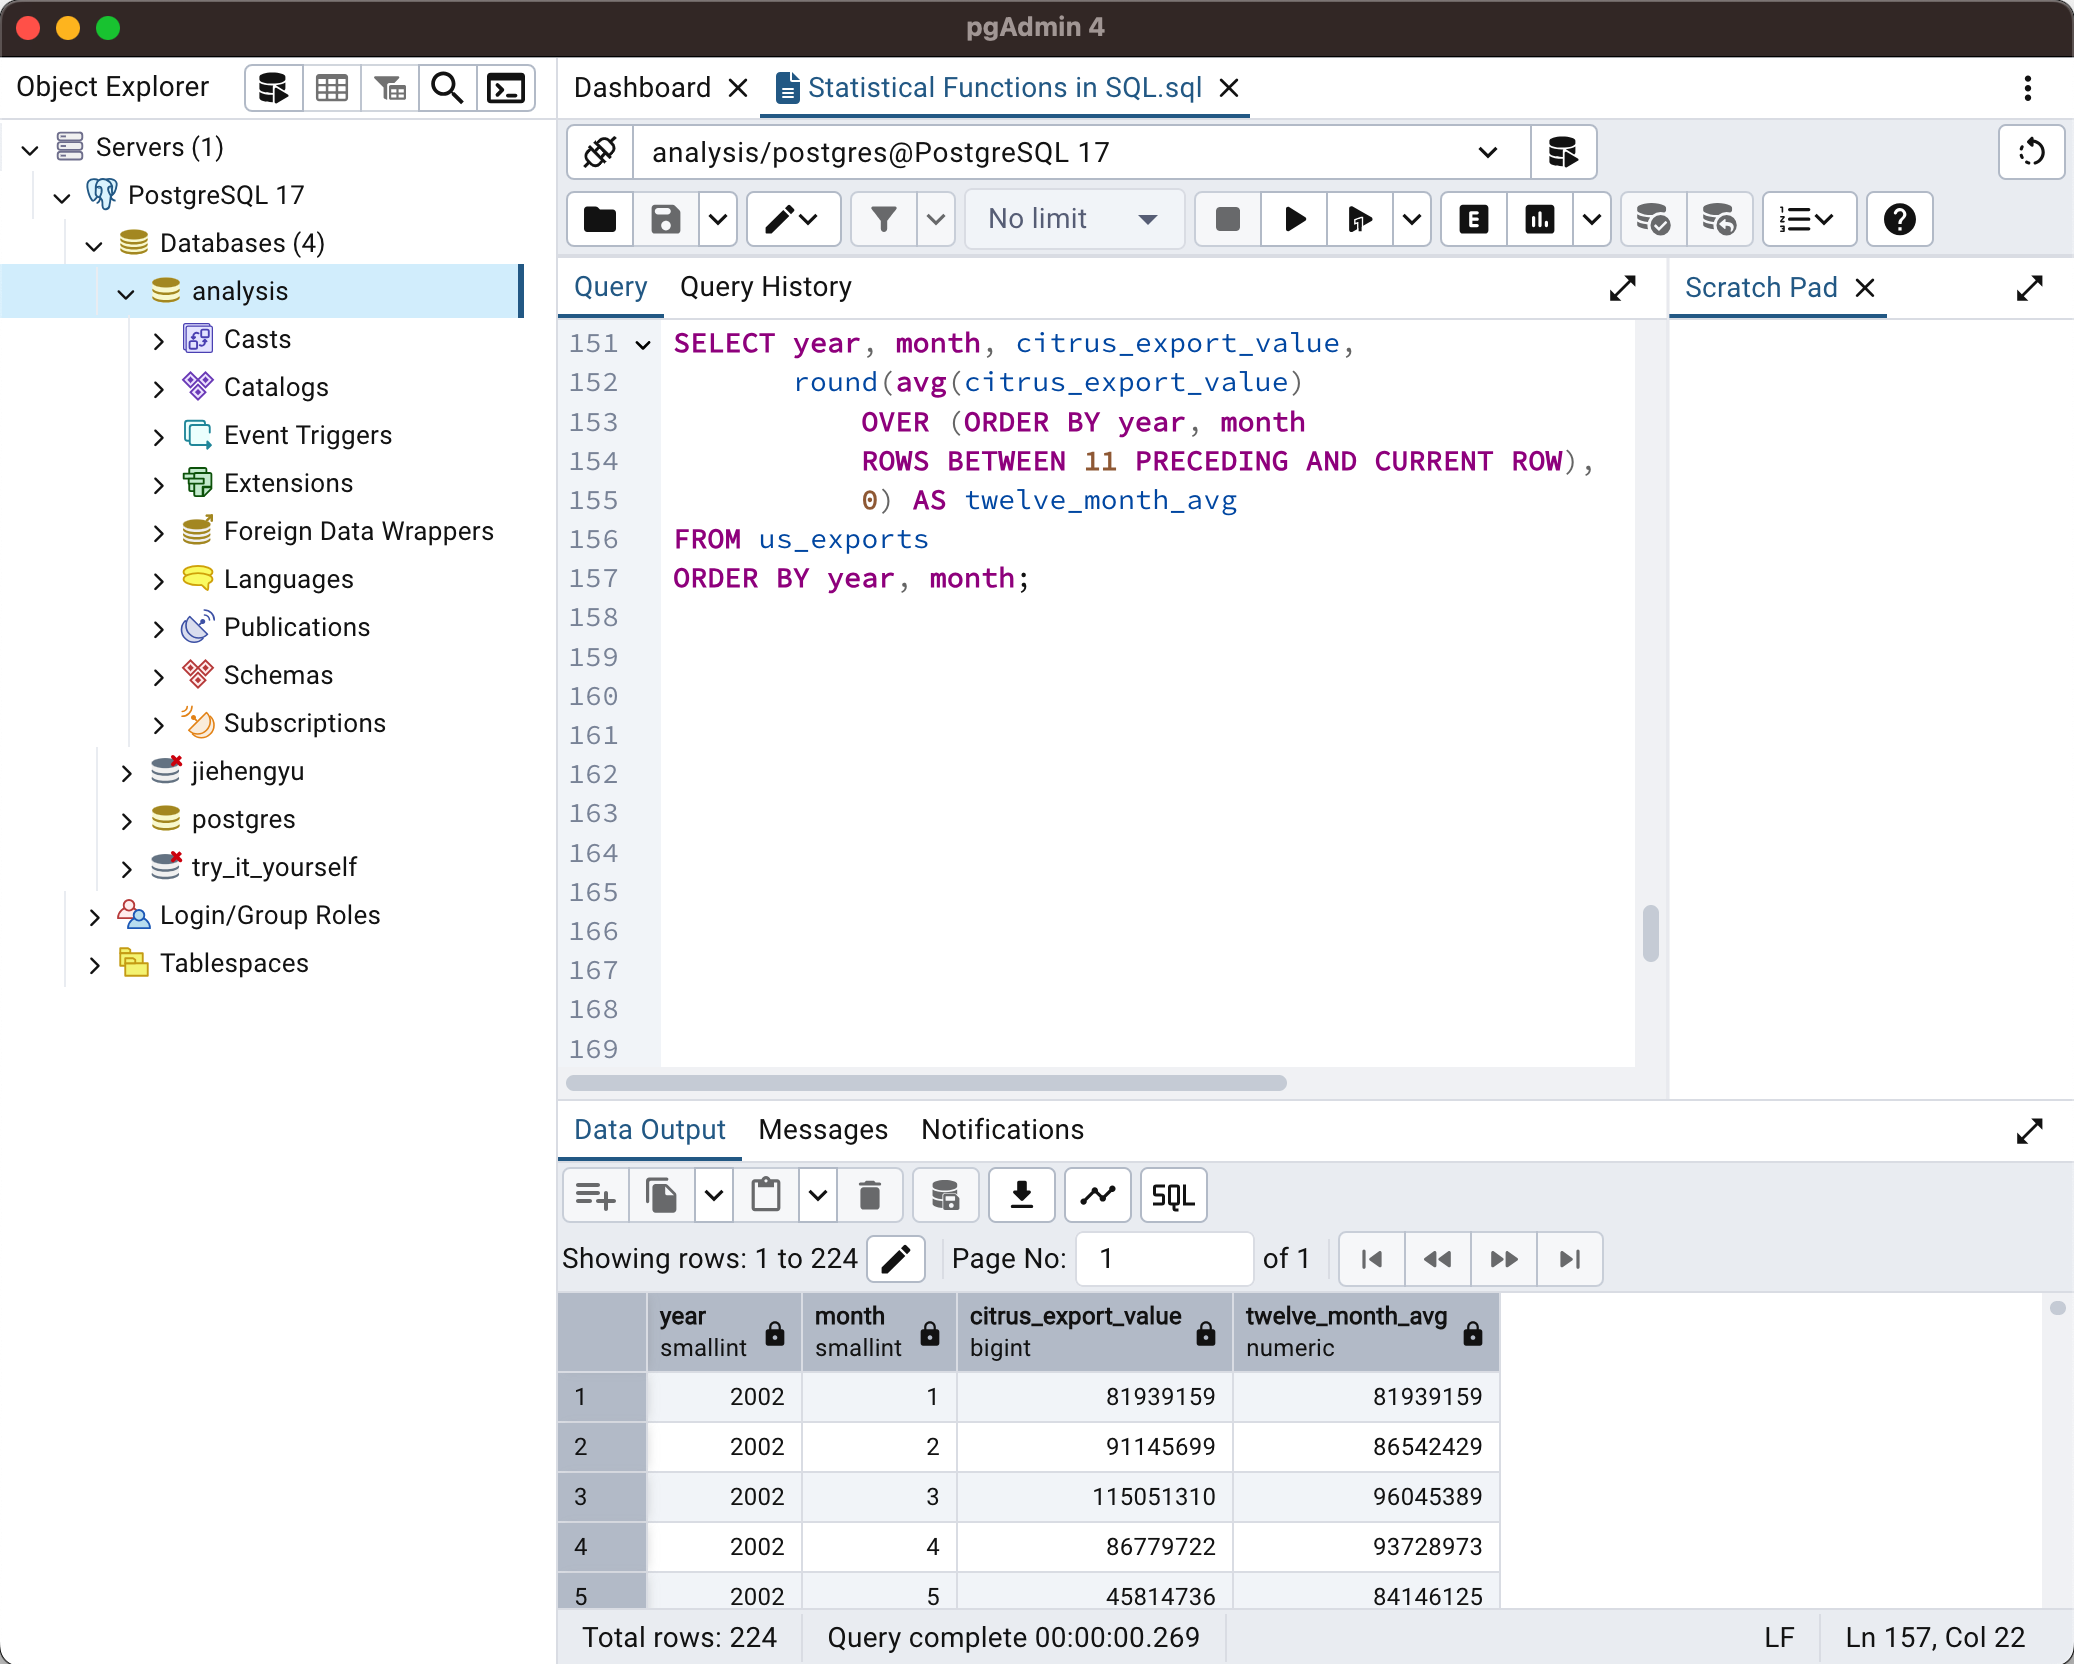 pgAdmin 4
Object Explorer
Dashboard
Statistical Functions in SQL.sql
Servers (1)
PostgreSQL 17
Databases (4)
analysis
Casts
Catalogs
Event Triggers
Extensions
Foreign Data Wrappers
Languages
Publications
Schemas
Subscriptions
jiehengyu
postgres
try_it_yourself
Login/Group Roles
Tablespaces
analysis/postgres@PostgreSQL 17
No limit
E
Query
Query History
Scratch Pad
151 SELECT year, month, citrus_export_value,
152 round(avg(citrus_export_value)
153 OVER (ORDER BY year, month
154 ROWS BETWEEN 11 PRECEDING AND CURRENT ROW),
155 0) AS twelve_month_avg
156 FROM us_exports
157 ORDER BY year, month;
158
159
160
161
162
163
164
165
166
167
168
169
Data Output
Messages
Notifications
SQL
Showing rows: 1 to 224
Page No: 1 of 1
year month citrus_export_value twelve_month_avg
smallint smallint bigint numeric
1 2002 1 81939159 81939159
2 2002 2 91145699 86542429
3 2002 3 115051310 96045389
4 2002 4 86779722 93728973
5 2002 5 45814736 84146125
Total rows: 224
Query complete 00:00:00.269
LF
Ln 157, Col 22